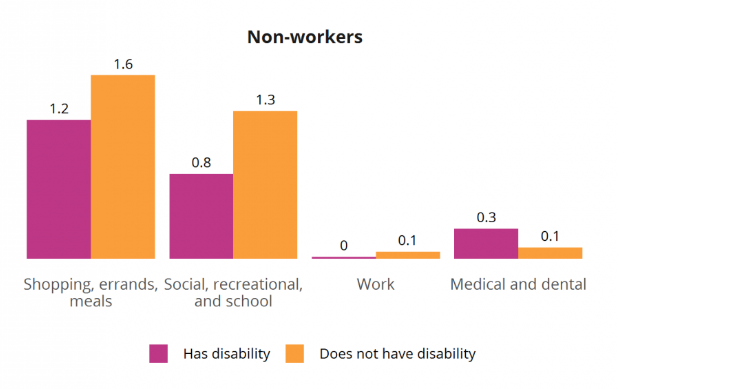 Non-workers
1.6
1.2
1.3
0.8
0
0.1
0.3
0.1
Shopping, errands,
meals
Social, recreational,
and school
Work
Medical and dental
Has disability
Does not have disability